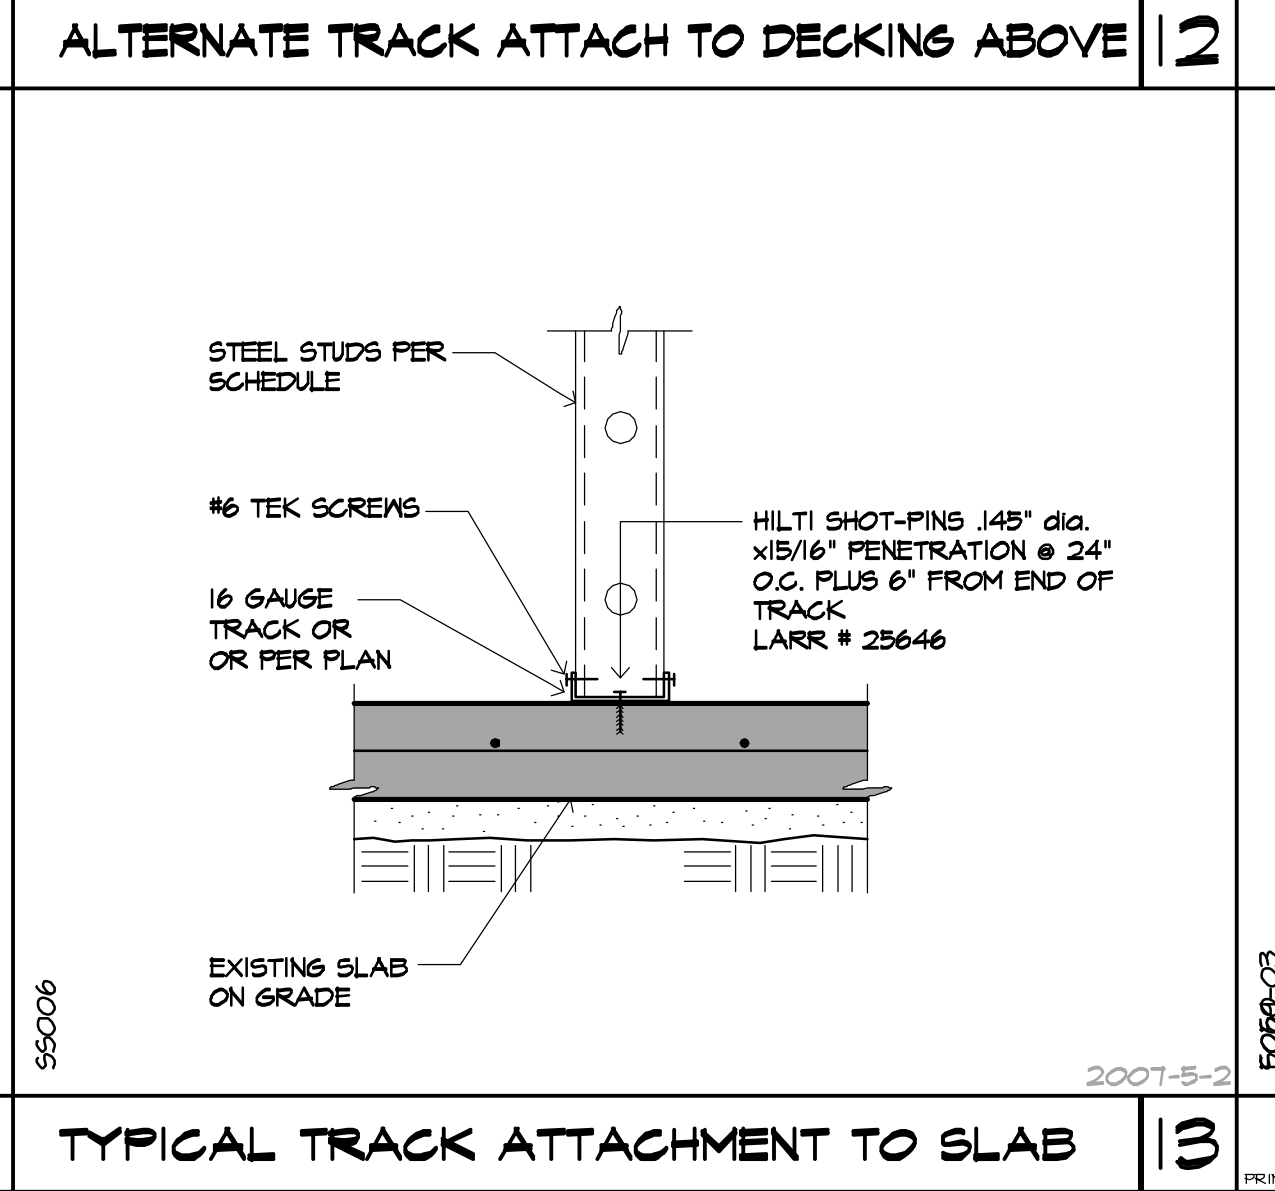 ALTERNATE TRACK ATTACH TO DECKING ABOVE
12
STEEL STUDS PER
SCHEDULE
#6 TEK SCREWS
HILTI SHOT-PINS .145" dia.
x15/16" PENETRATION @ 24"
O.C. PLUS 6" FROM END OF
TRACK
LARR # 25646
16 GAUGE
TRACK OR
OR PER PLAN
EXISTING SLAB
ON GRADE
SS006
2007-5-2
TYPICAL TRACK ATTACHMENT TO SLAB
13